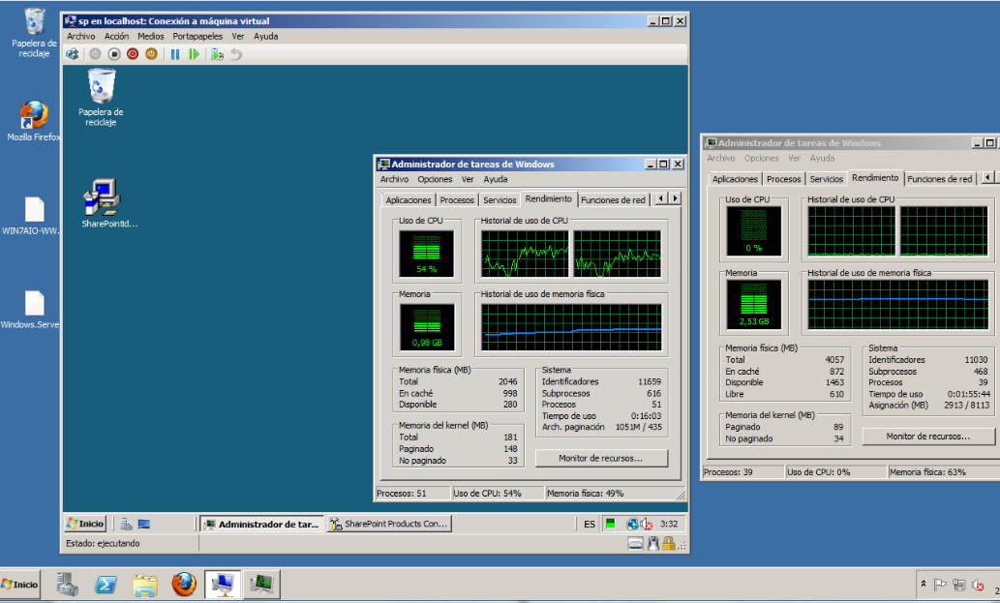 Papelera de
reciclaje
Mozilla Firefox
WIN7AIO-WW.
Windows.Serve
sp en localhost: Conexión a máquina virtual
Archivo Acción Medios Portapapeles Ver Ayuda
Papelera de
reciclaje
SharePointId...
Administrador de tareas de Windows
Archivo Opciones Ver Ayuda
Aplicaciones Procesos Servicios Rendimiento Funciones de red
Uso de CPU Historial de uso de CPU
54 %
Memoria Historial de uso de memoria física
0,98 GB
Memoria física (MB)
Total 2046
En caché 998
Disponible 280
Memoria del kernel (MB)
Total 181
Paginado 148
No paginado 33
Sistema
Identificadores 11659
Subprocesos 616
Procesos 51
Tiempo de uso 0:16:03
Arch. paginación 1051M / 435
Monitor de recursos...
Procesos: 51 Uso de CPU: 54% Memoria física: 49%
Inicio Administrador de tar... SharePoint Products Con... ES 3:32
Estado: ejecutando
Administrador de tareas de Windows
Archivo Opciones Ver Ayuda
Aplicaciones Procesos Servicios Rendimiento Funciones de red
Uso de CPU Historial de uso de CPU
0 %
Memoria Historial de uso de memoria física
2,53 GB
Memoria física (MB)
Total 4057
En caché 872
Disponible 1463
Libre 610
Memoria del kernel (MB)
Paginado 89
No paginado 34
Sistema
Identificadores 11030
Subprocesos 468
Procesos 39
Tiempo de uso 0:01:55:44
Asignación (MB) 2913 / 8113
Monitor de recursos...
Procesos: 39 Uso de CPU: 0% Memoria física: 63%
Inicio
2